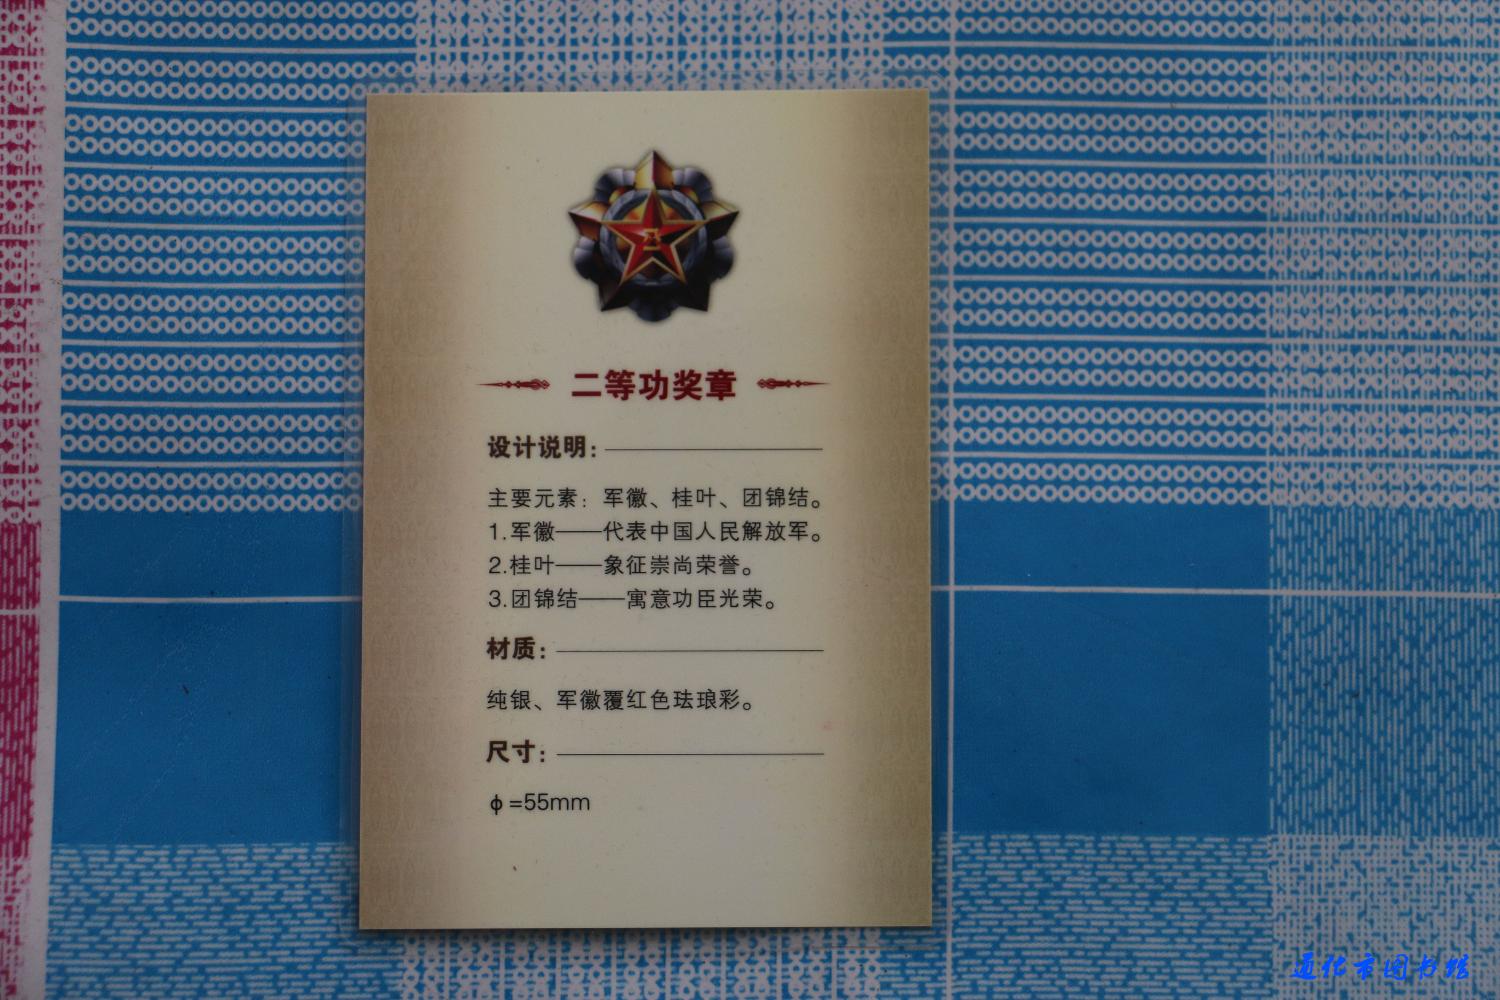 二等功奖章
设计说明：
主要元素：军徽、桂叶、团锦结。
1.军徽——代表中国人民解放军。
2.桂叶——象征崇尚荣誉。
3.团锦结——寓意功臣光荣。
材质：
纯银、军徽覆红色珐琅彩。
尺寸：
ф=55mm
通化市图书馆